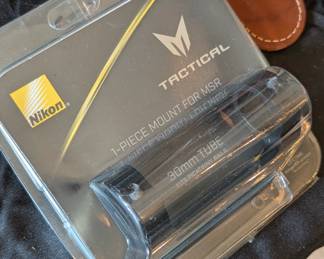 Nikon
TACTICAL
1-PIECE MOUNT FOR MSR
30mm TUBE